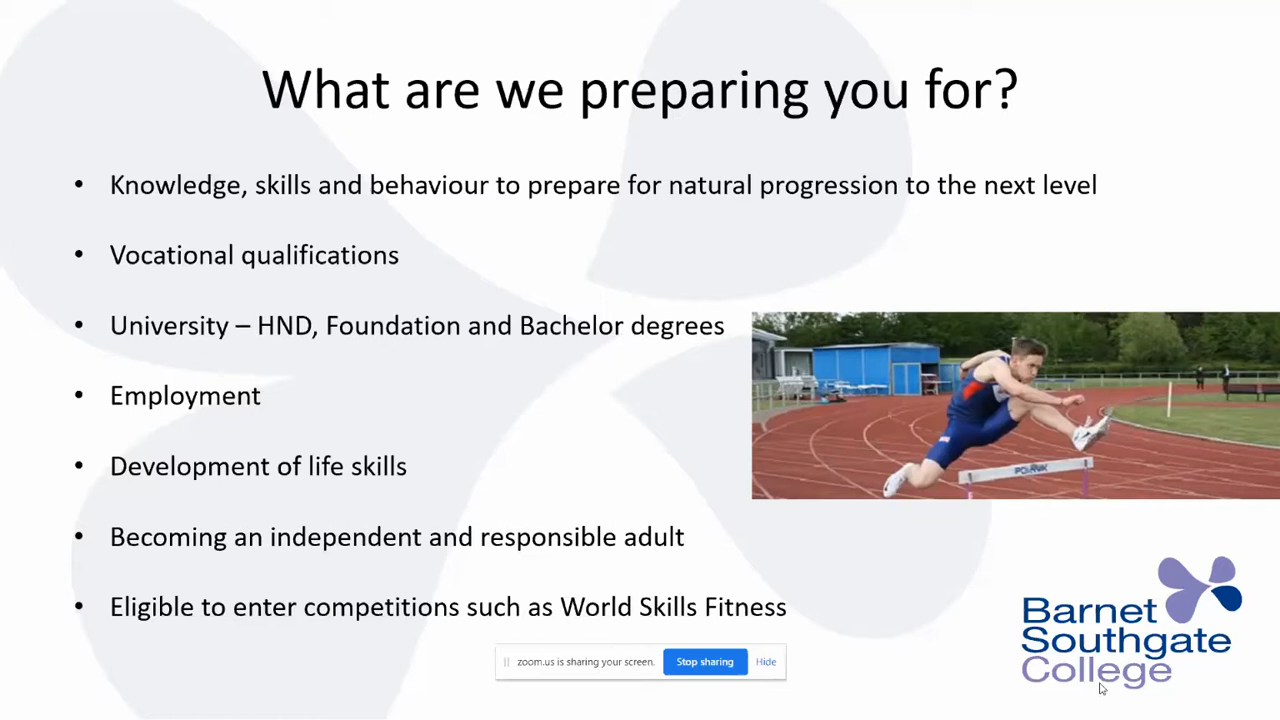 What are we preparing you for?
• Knowledge, skills and behaviour to prepare for natural progression to the next level
• Vocational qualifications
• University – HND, Foundation and Bachelor degrees
• Employment
• Development of life skills
• Becoming an independent and responsible adult
• Eligible to enter competitions such as World Skills Fitness
Barnet
Southgate
College
zoom.us is sharing your screen. Stop sharing Hide